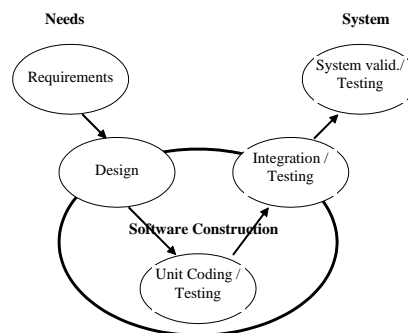 Needs
System
Requirements
System valid./
Testing
Design
Integration /
Testing
Software Construction
Unit Coding /
Testing